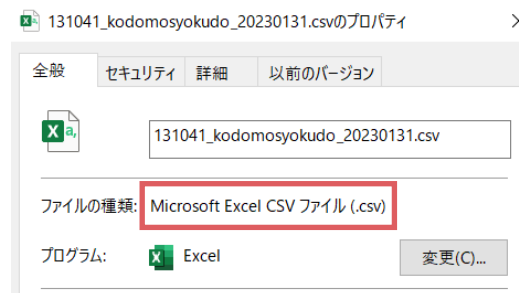 131041_kodomosyokudo_20230131.csvのプロパティ
全般 セキュリティ 詳細 以前のバージョン
131041_kodomosyokudo_20230131.csv
ファイルの種類: Microsoft Excel CSV ファイル (.csv)
プログラム: Excel 変更(C)...